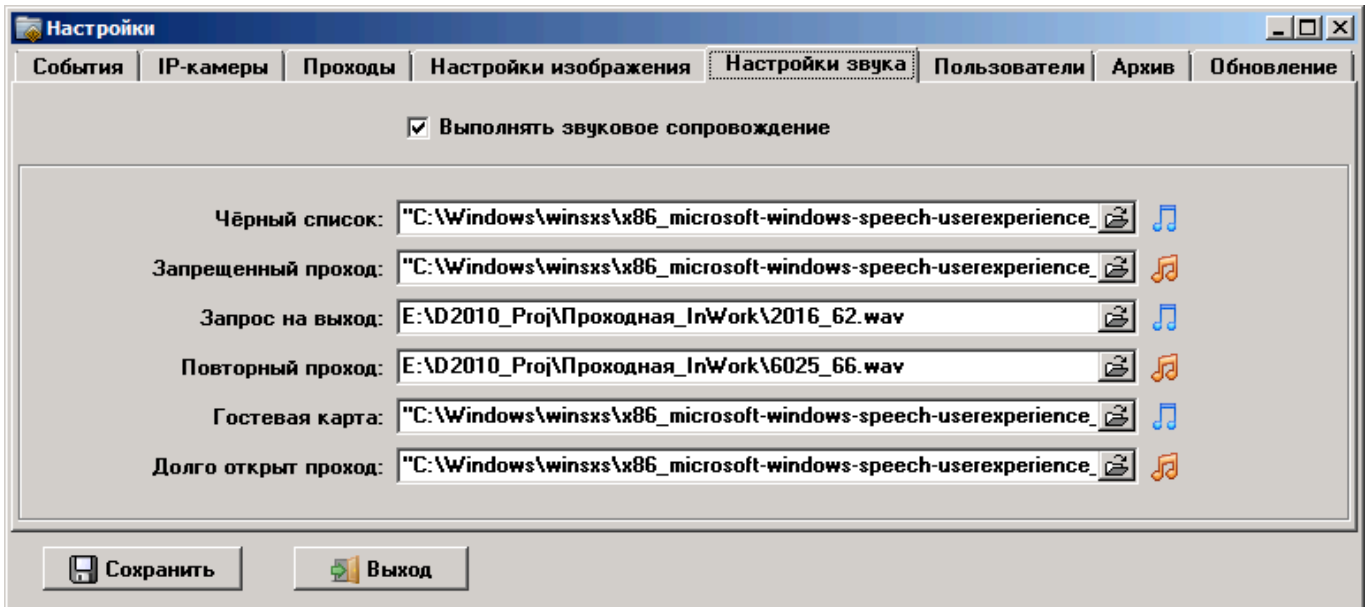 Настройки
События IP-камеры Проходы Настройки изображения Настройки звука Пользователи Архив Обновление
Выполнять звуковое сопровождение
Чёрный список: "C:\Windows\winsxs\x86_microsoft-windows-speech-userexperience_
Запрещенный проход: "C:\Windows\winsxs\x86_microsoft-windows-speech-userexperience_
Запрос на выход: E:\D2010_Proj\Проходная_InWork\2016_62.wav
Повторный проход: E:\D2010_Proj\Проходная_InWork\6025_66.wav
Гостевая карта: "C:\Windows\winsxs\x86_microsoft-windows-speech-userexperience_
Долго открыт проход: "C:\Windows\winsxs\x86_microsoft-windows-speech-userexperience_
Сохранить Выход